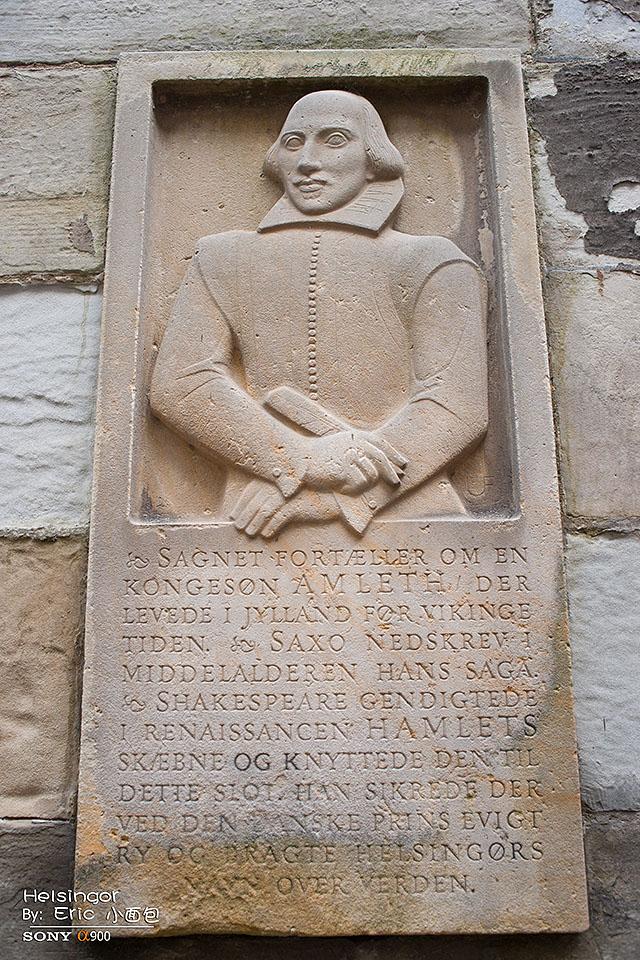 SAGNET FORTÆLLER OM EN
KONGESØN AMLETH / DER
LEVEDE I JYLLAND FØR VIKINGE
TIDEN. SAXO NEDSKREV I
MIDDELALDEREN HANS SAGA.
SHAKESPEARE GENDIGTEDE
I RENAISSANCEN HAMLETS
SKÆBNE OG KNYTTEDE DEN TIL
DETTE SLOT. HAN SIKREDE DER
VED DEN DANSKE PRINS EVIGT
RY OG BRAGTE HELSINGØRS
NAVN OVER VERDEN.
Helsingor
By: Eric 小面包
SONY α900